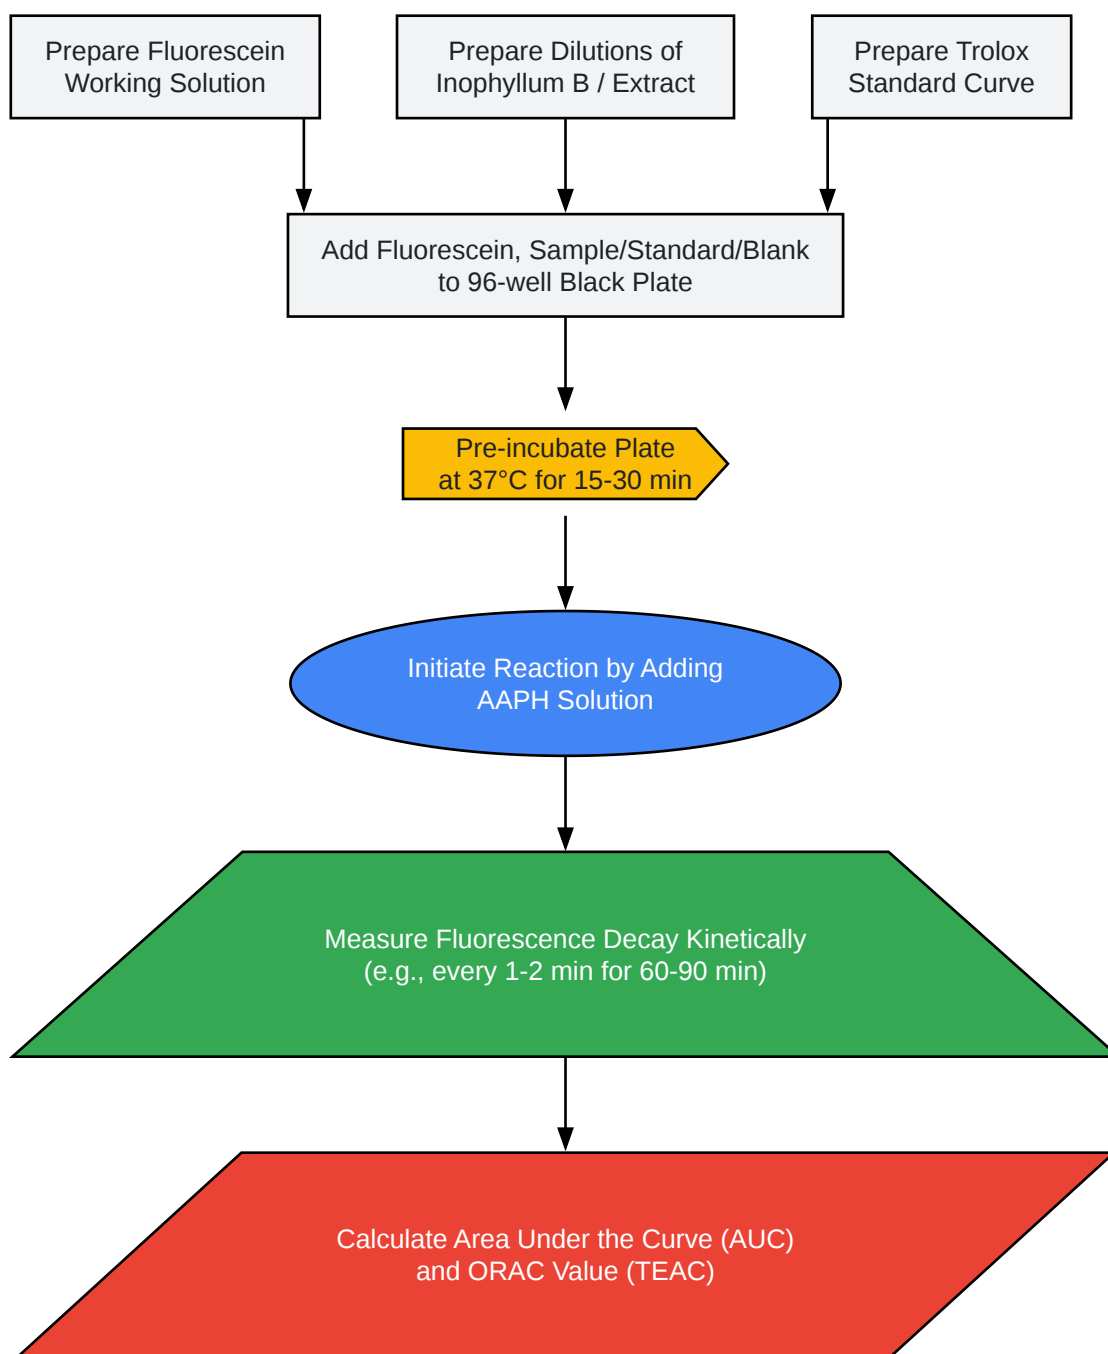 Prepare Fluorescein
Working Solution
Prepare Dilutions of
Inophyllum B / Extract
Prepare Trolox
Standard Curve
Add Fluorescein, Sample/Standard/Blank
to 96-well Black Plate
Pre-incubate Plate
at 37°C for 15-30 min
Initiate Reaction by Adding
AAPH Solution
Measure Fluorescence Decay Kinetically
(e.g., every 1-2 min for 60-90 min)
Calculate Area Under the Curve (AUC)
and ORAC Value (TEAC)